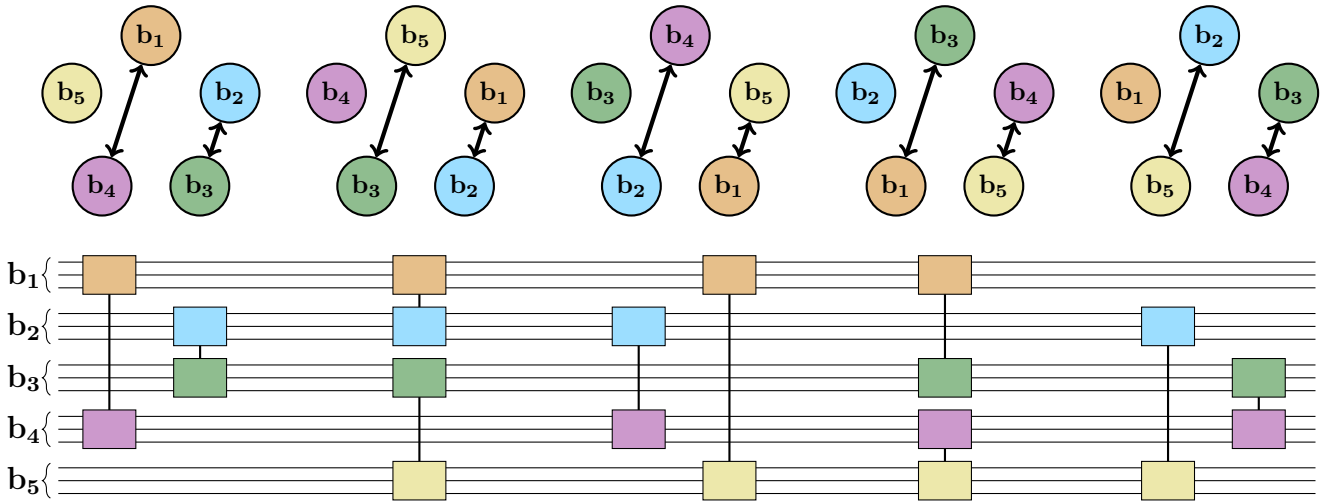 b₁ b₅ b₄ b₃ b₂
b₅ b₂ b₄ b₁ b₃ b₅ b₂ b₄ b₁ b₃
b₄ b₃ b₃ b₂ b₂ b₁ b₁ b₅ b₅ b₄
b₁{
b₂{
b₃{
b₄{
b₅{